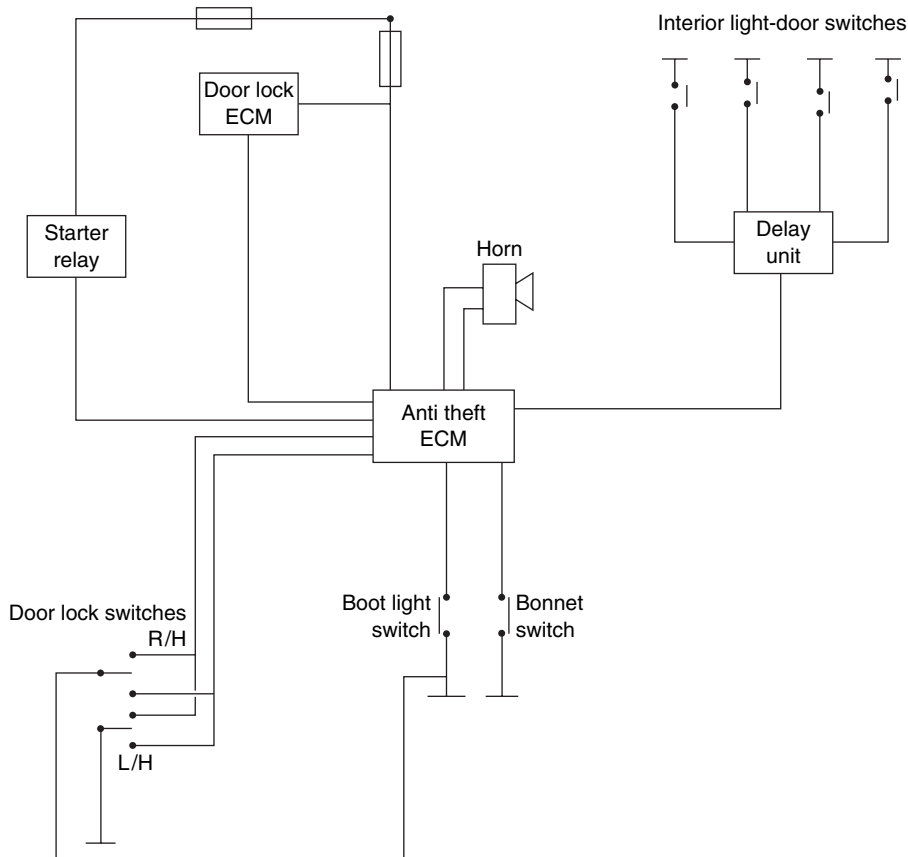 Interior light-door switches
Door lock
ECM
Starter
relay
Delay
unit
Horn
Anti theft
ECM
Boot light
switch
Bonnet
switch
Door lock switches
R/H
L/H